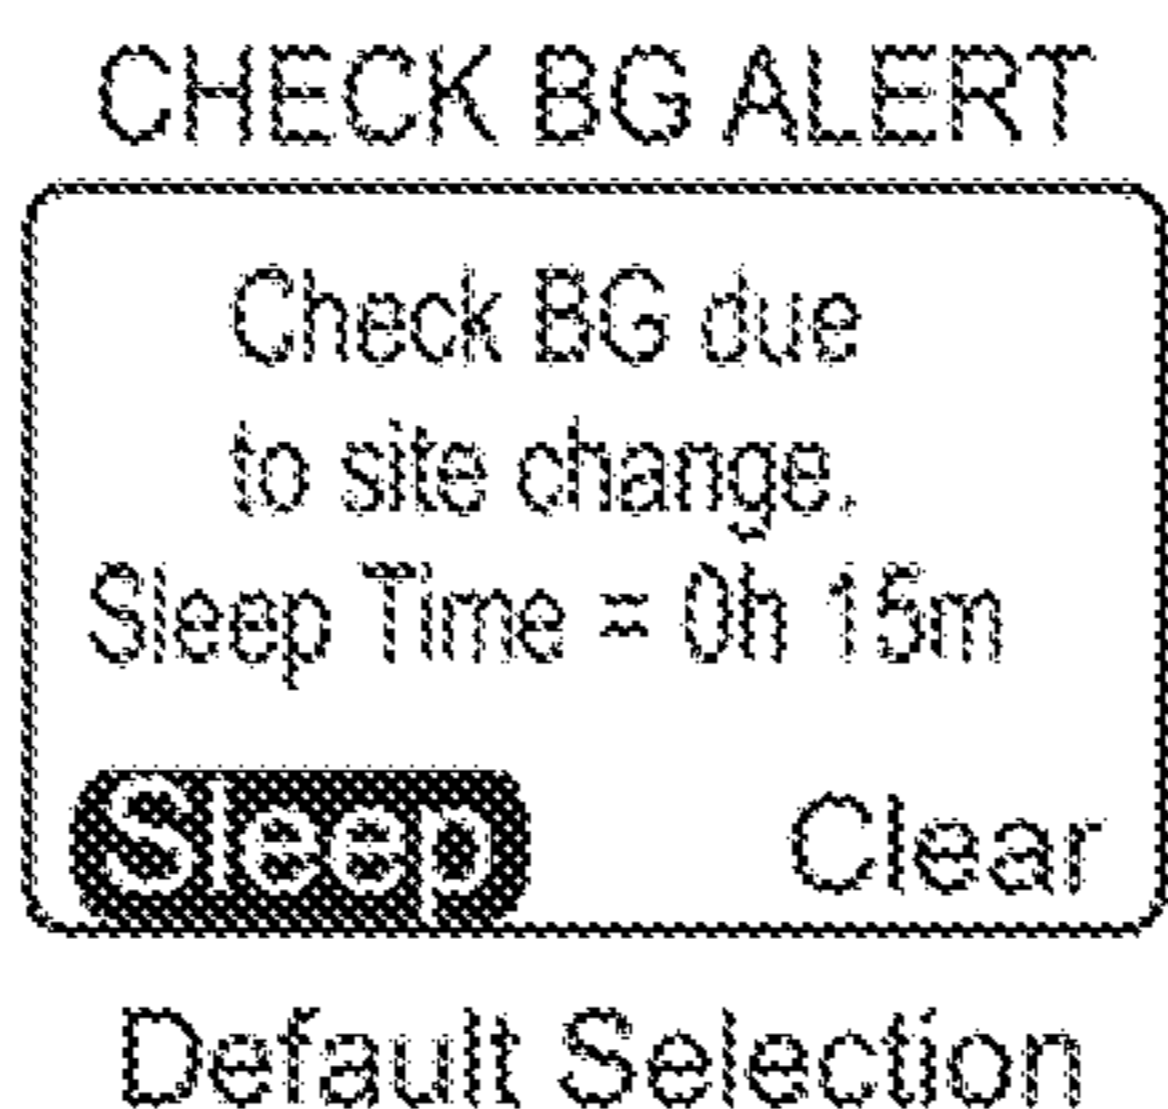 CHECK BG ALERT
Check BG due
to site change.
Sleep Time = 0h 15m
Sleep Clear
Default Selection